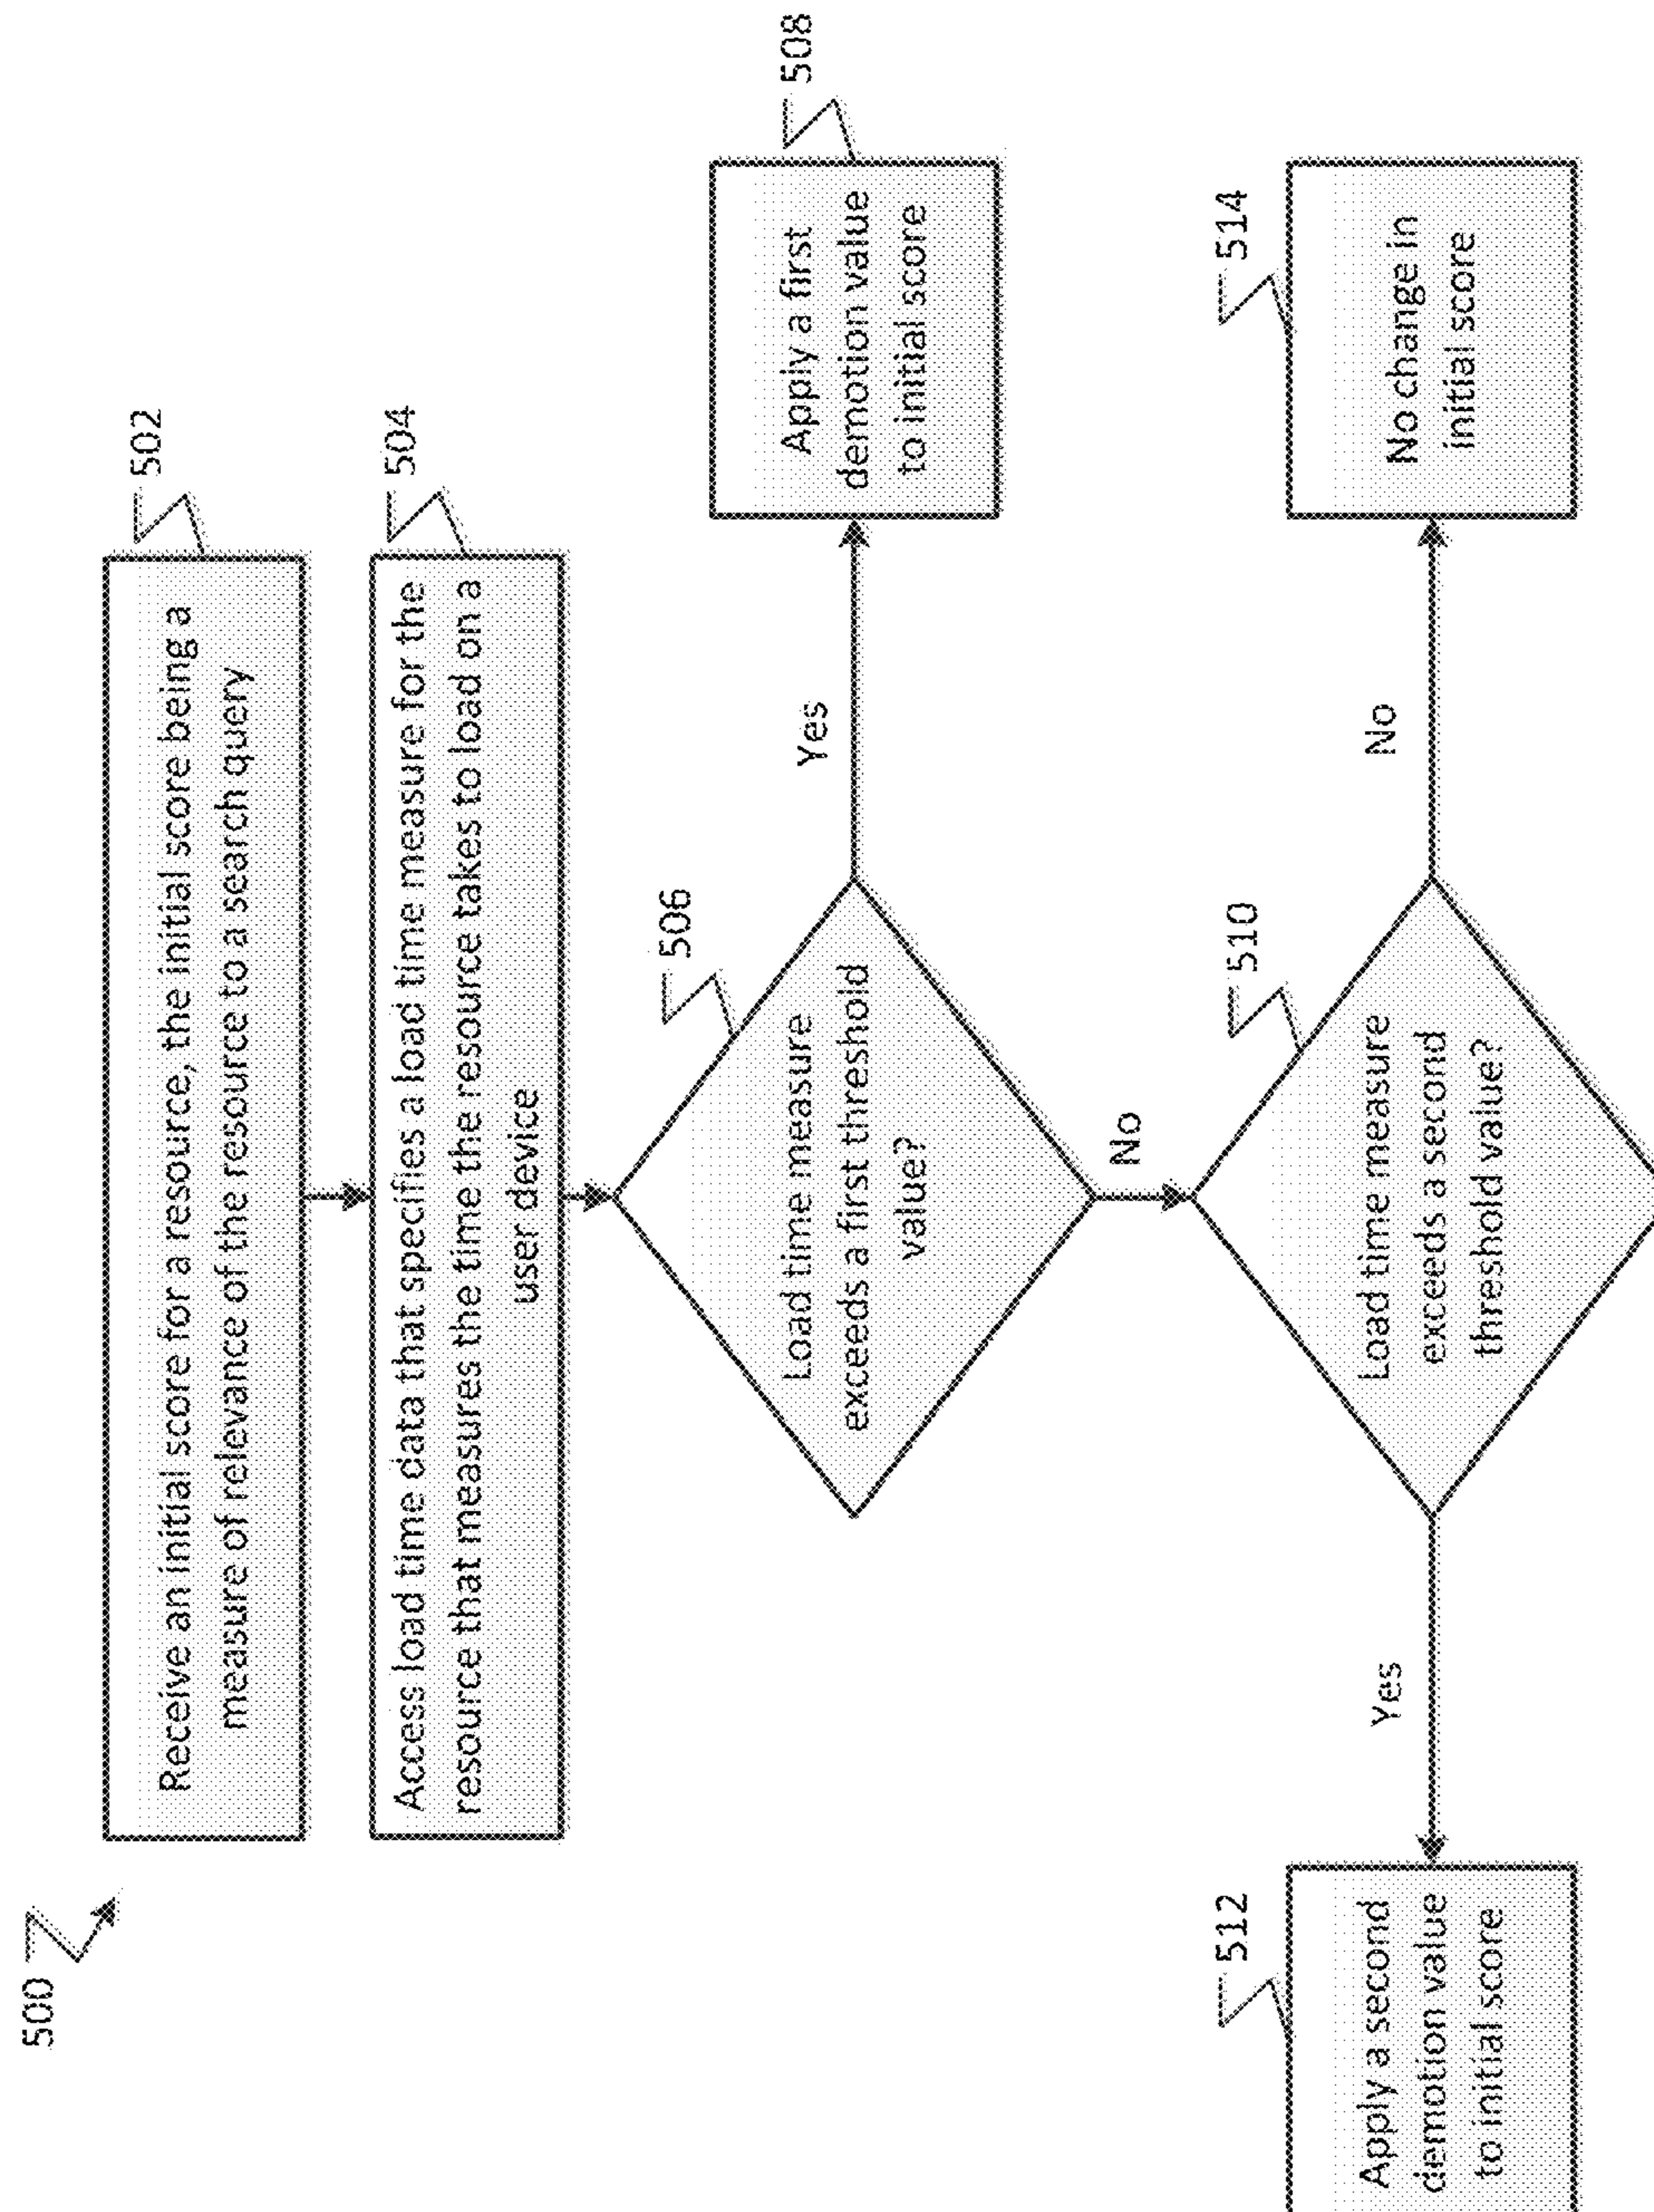 500
502
Receive an initial score for a resource, the initial score being a
measure of relevance of the resource to a search query
504
Access load time data that specifies a load time measure for the
resource that measures the time the resource takes to load on a
user device
506
Load time measure
exceeds a first threshold
value?
Yes
508
Apply a first
demotion value
to initial score
No
510
Load time measure
exceeds a second
threshold value?
Yes
512
Apply a second
demotion value
to initial score
No
514
No change in
initial score